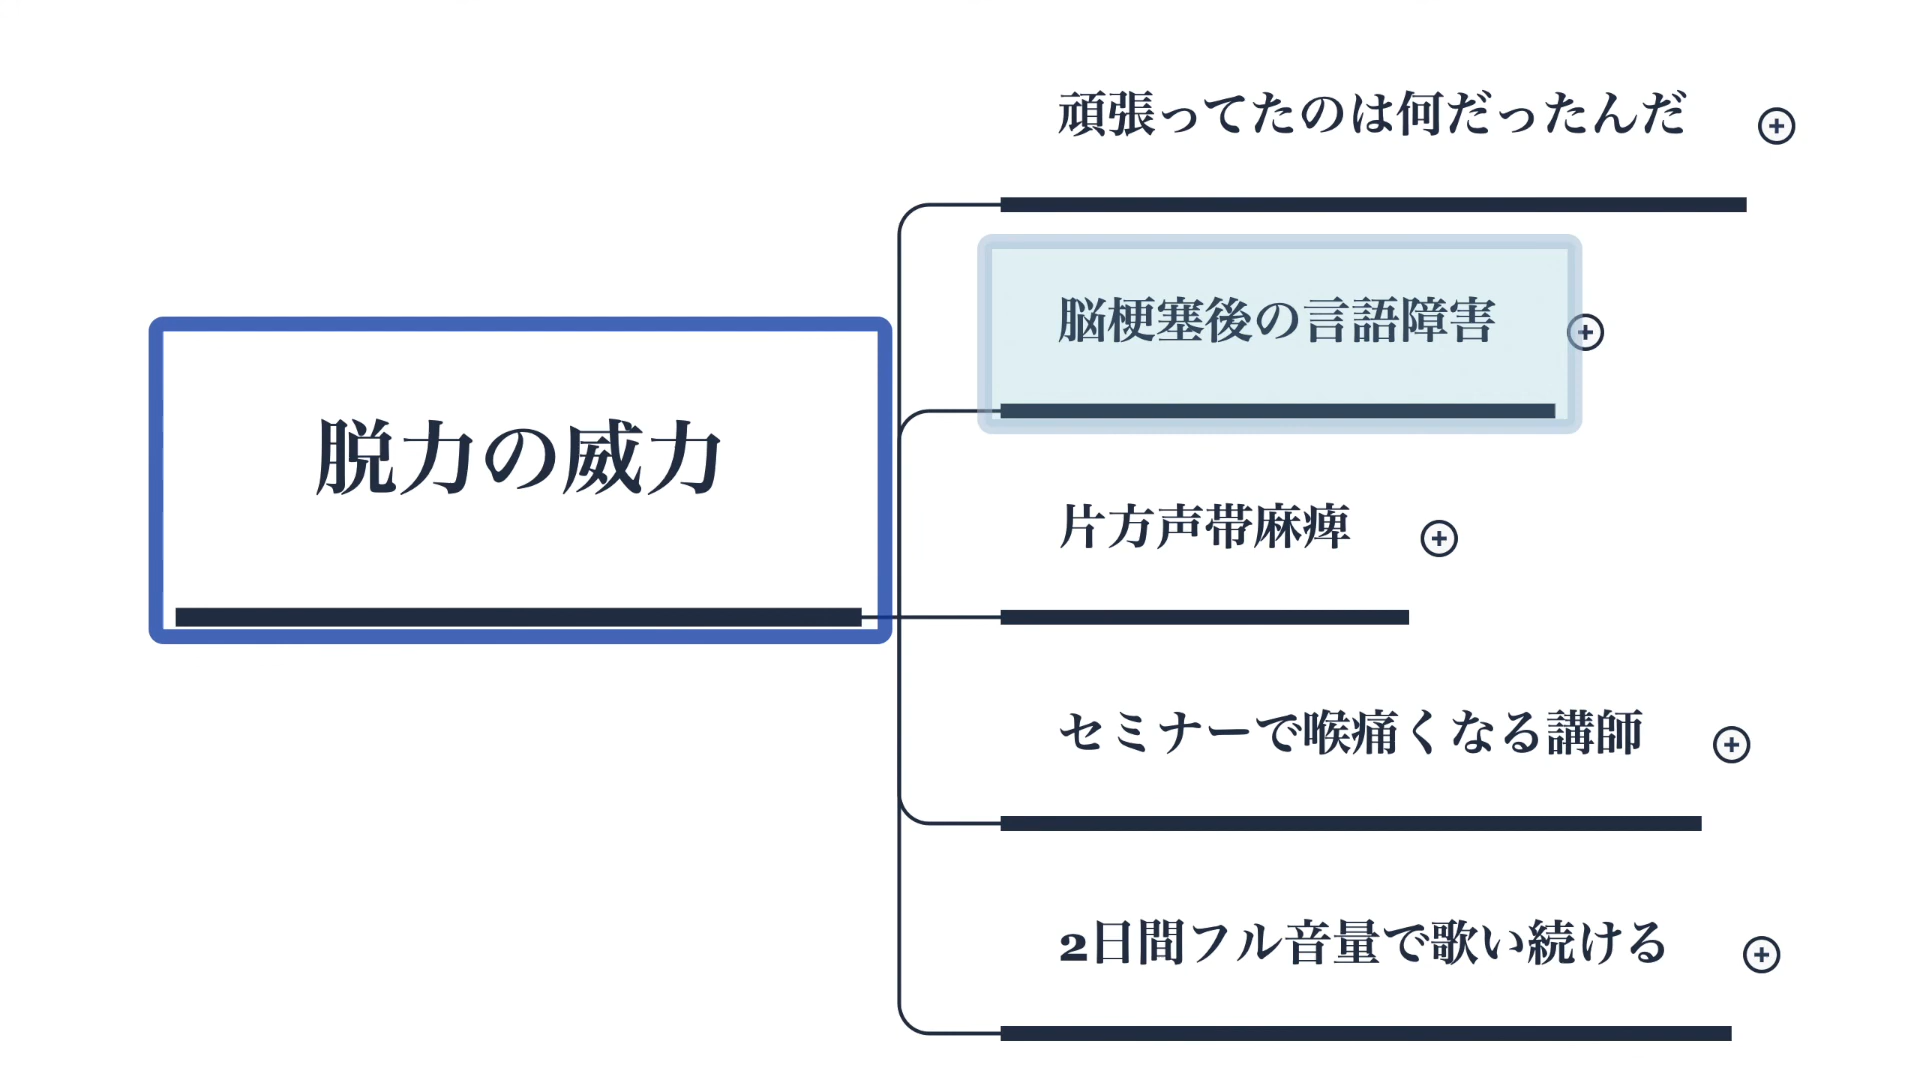 頑張ってたのは何だったんだ
脳梗塞後の言語障害
脱力の威力
片方声帯麻痺
セミナーで喉痛くなる講師
2日間フル音量で歌い続ける